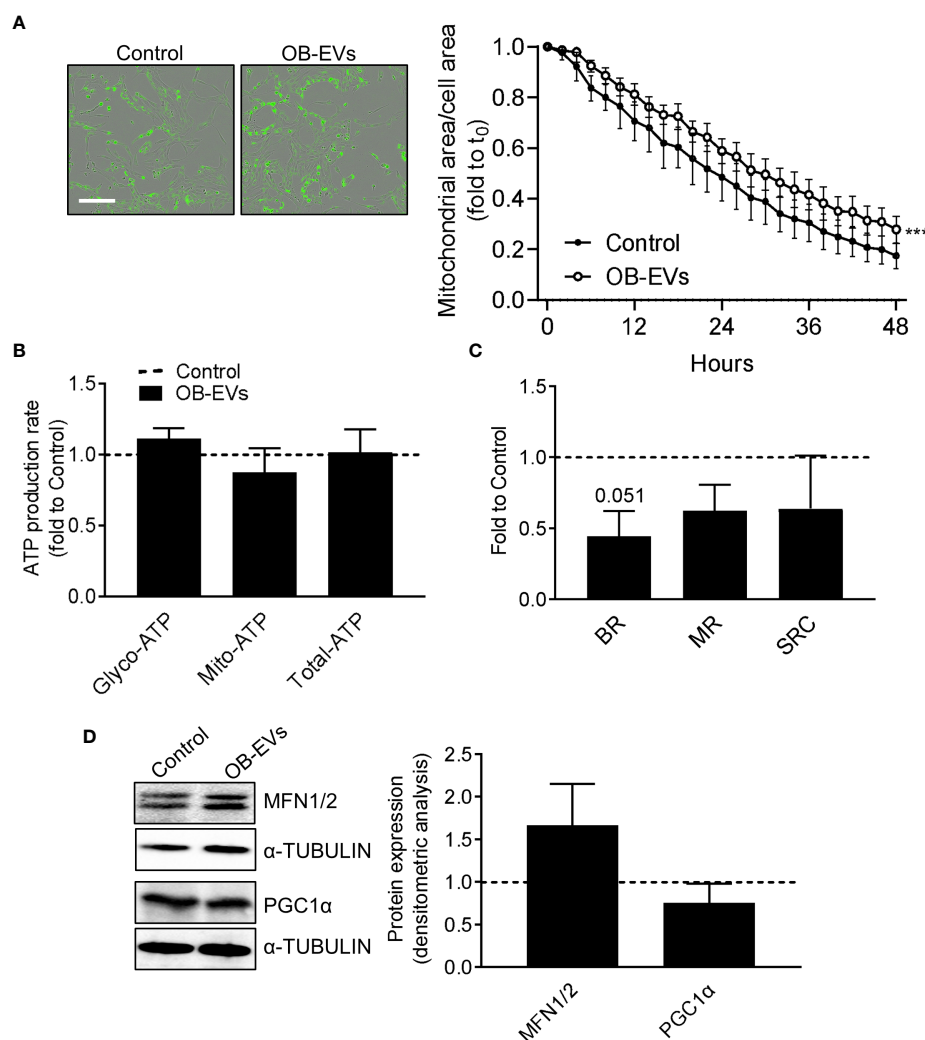 A
Control
OB-EVs
Mitochondrial area/cell area
(fold to t0)
1.0
0.8
0.6
0.4
0.2
0.0
Control
OB-EVs
***
0
12
24
36
48
Hours
B
Control
OB-EVs
ATP production rate
(fold to Control)
1.5
1.0
0.5
0.0
Glyco-ATP
Mito-ATP
Total-ATP
C
Fold to Control
1.5
1.0
0.5
0.0
0.051
BR
MR
SRC
D
Control
OB-EVs
MFN1/2
α-TUBULIN
PGC1α
α-TUBULIN
Protein expression
(densitometric analysis)
2.5
2.0
1.5
1.0
0.5
0.0
MFN1/2
PGC1α